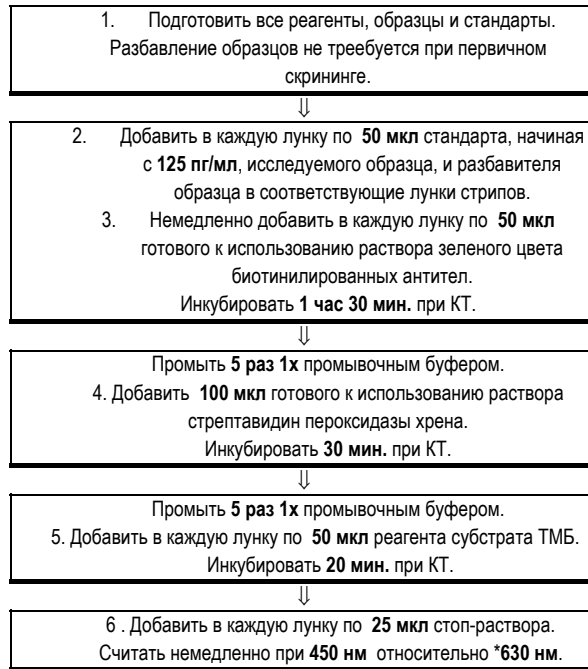 1. Подготовить все реагенты, образцы и стандарты.
Разбавление образцов не треебуется при первичном
скрининге.
⇓
2. Добавить в каждую лунку по 50 мкл стандарта, начиная
с 125 пг/мл, исследуемого образца, и разбавителя
образца в соответствующие лунки стрипов.
3. Немедленно добавить в каждую лунку по 50 мкл
готового к использованию раствора зеленого цвета
биотинилированных антител.
Инкубировать 1 час 30 мин. при КТ.
⇓
Промыть 5 раз 1х промывочным буфером.
4. Добавить 100 мкл готового к использованию раствора
стрептавидин пероксидазы хрена.
Инкубировать 30 мин. при КТ.
⇓
Промыть 5 раз 1х промывочным буфером.
5. Добавить в каждую лунку по 50 мкл реагента субстрата ТМБ.
Инкубировать 20 мин. при КТ.
⇓
6 . Добавить в каждую лунку по 25 мкл стоп-раствора.
Считать немедленно при 450 нм относительно *630 нм.